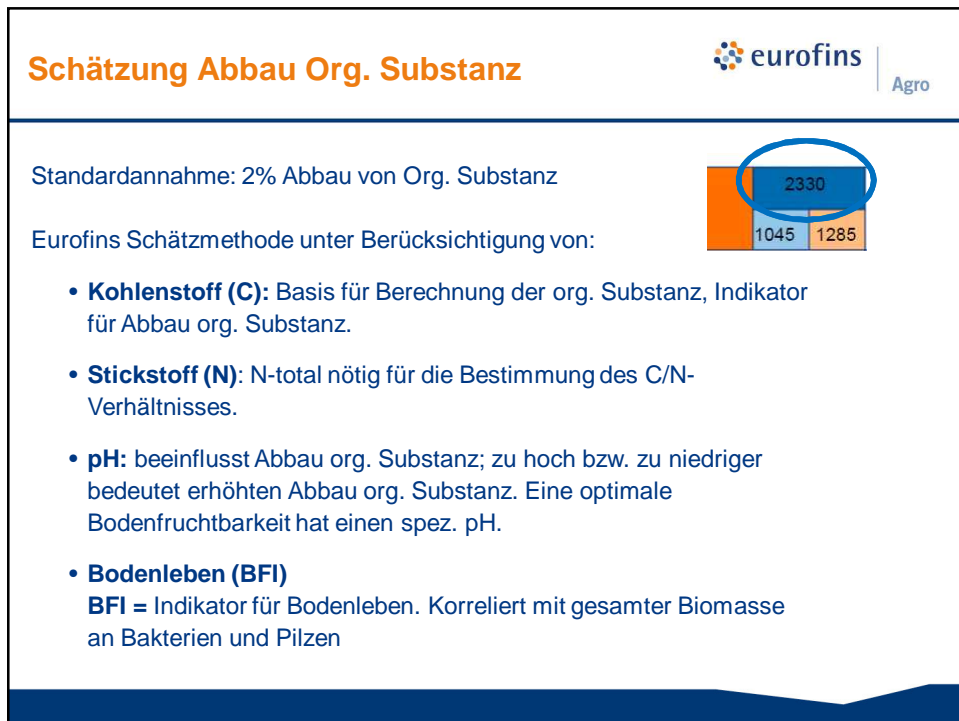 Schätzung Abbau Org. Substanz
eurofins
Agro
Standardannahme: 2% Abbau von Org. Substanz
2330
1045 1285
Eurofins Schätzmethode unter Berücksichtigung von:
• Kohlenstoff (C): Basis für Berechnung der org. Substanz, Indikator
für Abbau org. Substanz.
• Stickstoff (N): N-total nötig für die Bestimmung des C/N-
Verhältnisses.
• pH: beeinflusst Abbau org. Substanz; zu hoch bzw. zu niedriger
bedeutet erhöhten Abbau org. Substanz. Eine optimale
Bodenfruchtbarkeit hat einen spez. pH.
• Bodenleben (BFI)
BFI = Indikator für Bodenleben. Korreliert mit gesamter Biomasse
an Bakterien und Pilzen